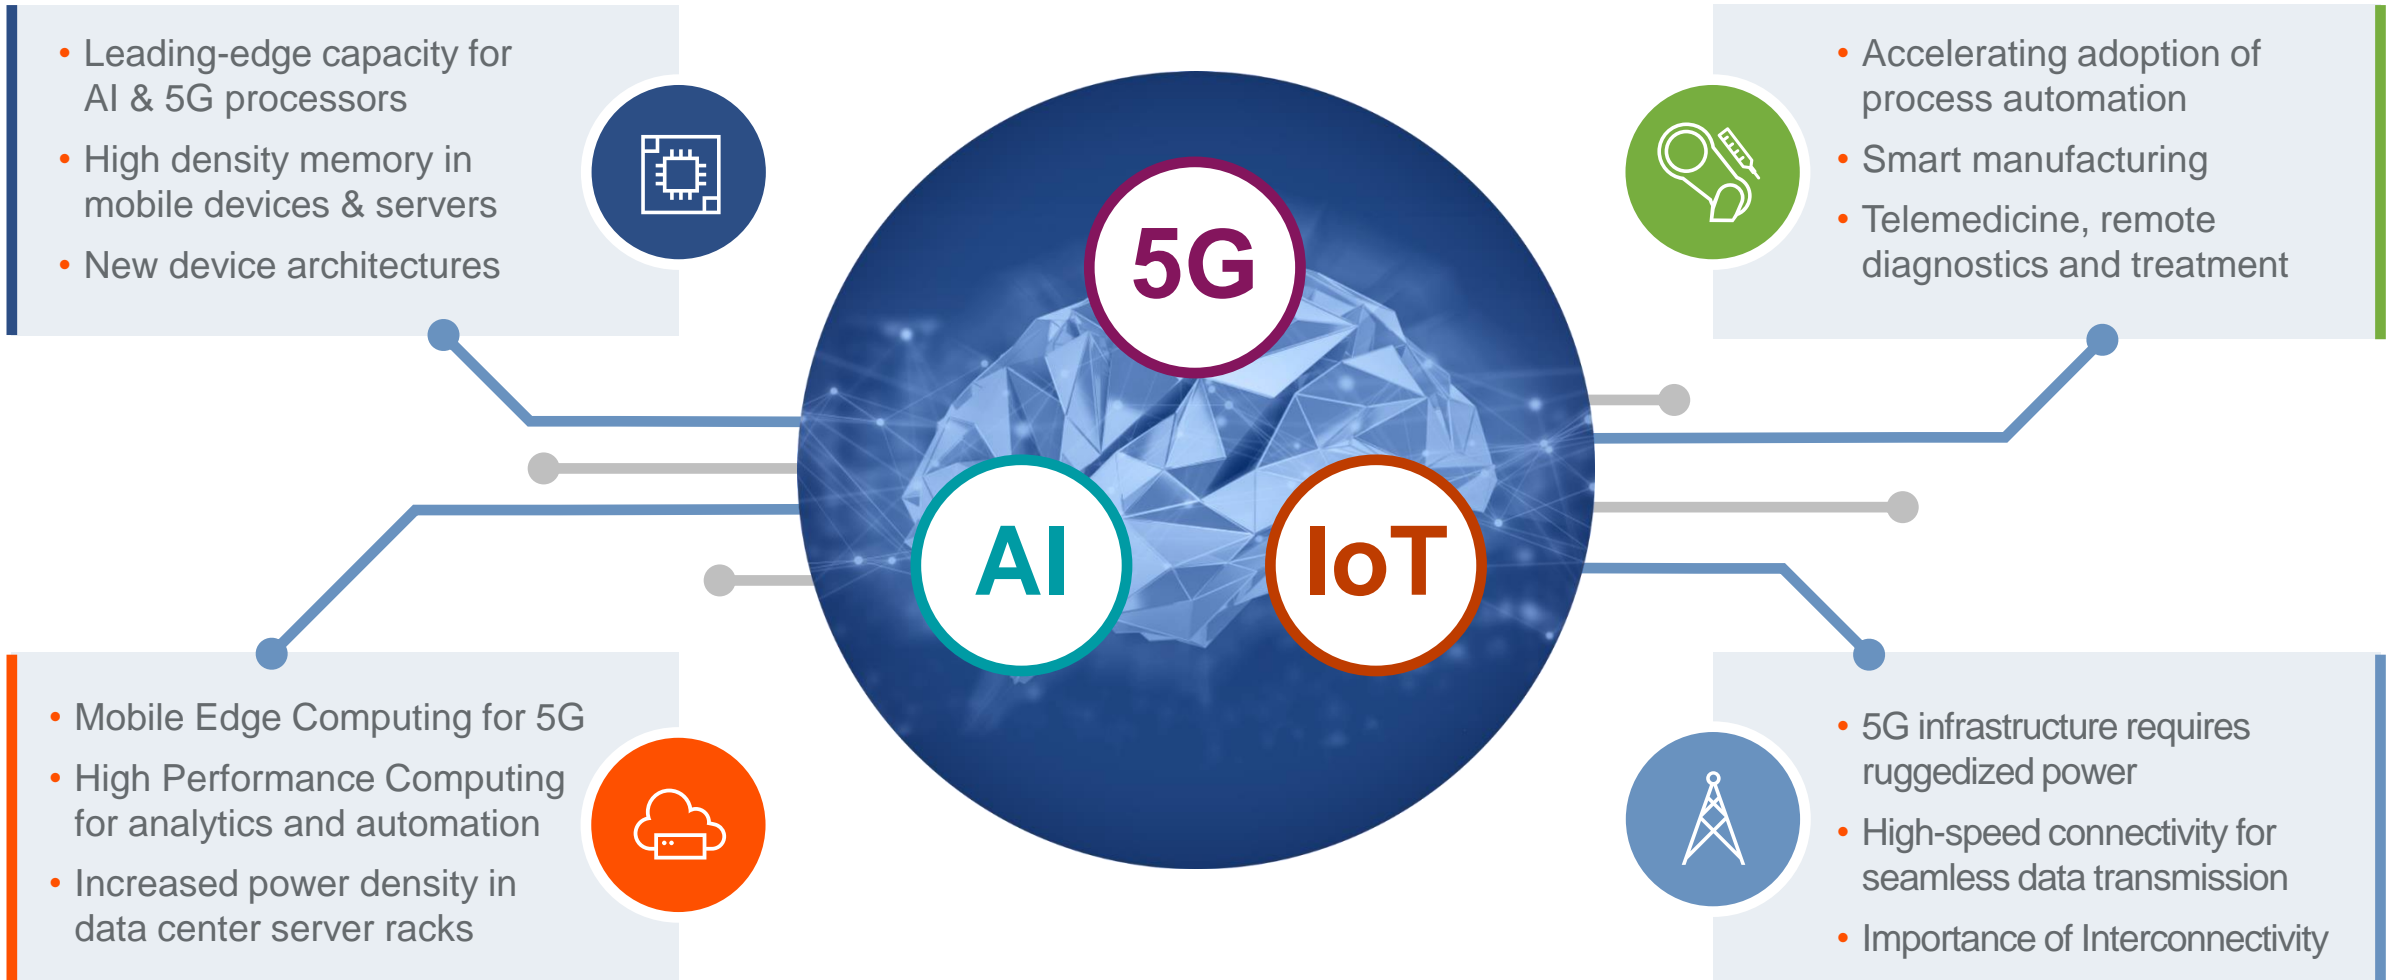 • Leading-edge capacity for
AI & 5G processors
• High density memory in
mobile devices & servers
• New device architectures
• Accelerating adoption of
process automation
• Smart manufacturing
• Telemedicine, remote
diagnostics and treatment
5G
AI
IoT
• Mobile Edge Computing for 5G
• High Performance Computing
for analytics and automation
• Increased power density in
data center server racks
• 5G infrastructure requires
ruggedized power
• High-speed connectivity for
seamless data transmission
• Importance of Interconnectivity